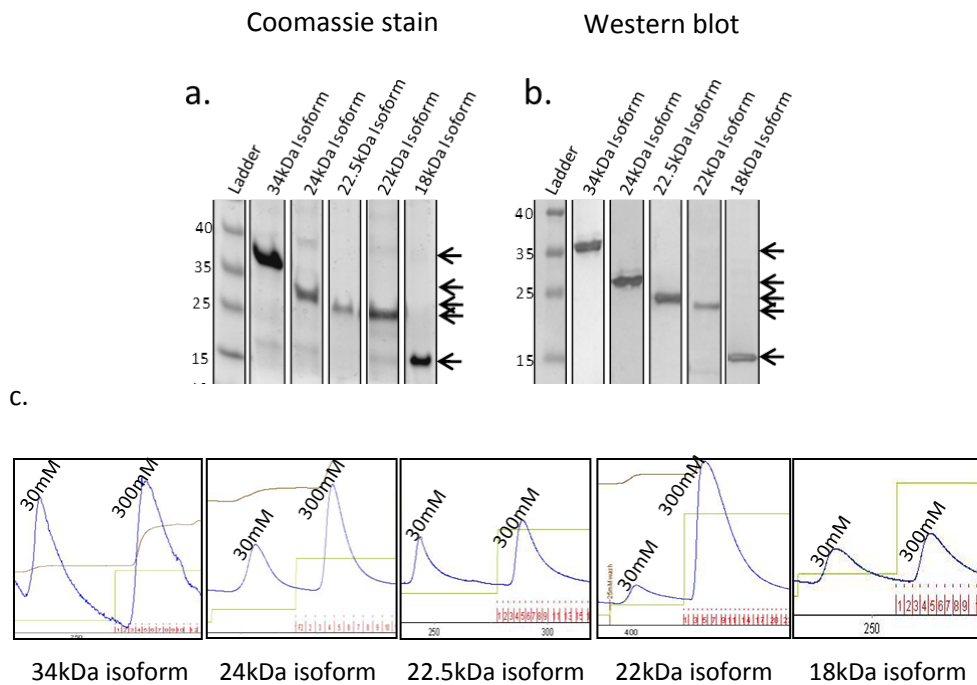 Coomassie stain
Western blot
a.
b.
Ladder
34kDa Isoform
24kDa Isoform
22.5kDa Isoform
22kDa Isoform
18kDa Isoform
Ladder
34kDa Isoform
24kDa Isoform
22.5kDa Isoform
22kDa Isoform
18kDa Isoform
40
35
25
15
40
35
25
15
c.
30mM
300mM
30mM
300mM
30mM
300mM
30mM
300mM
30mM
300mM
250
300
400
250
34kDa isoform
24kDa isoform
22.5kDa isoform
22kDa isoform
18kDa isoform